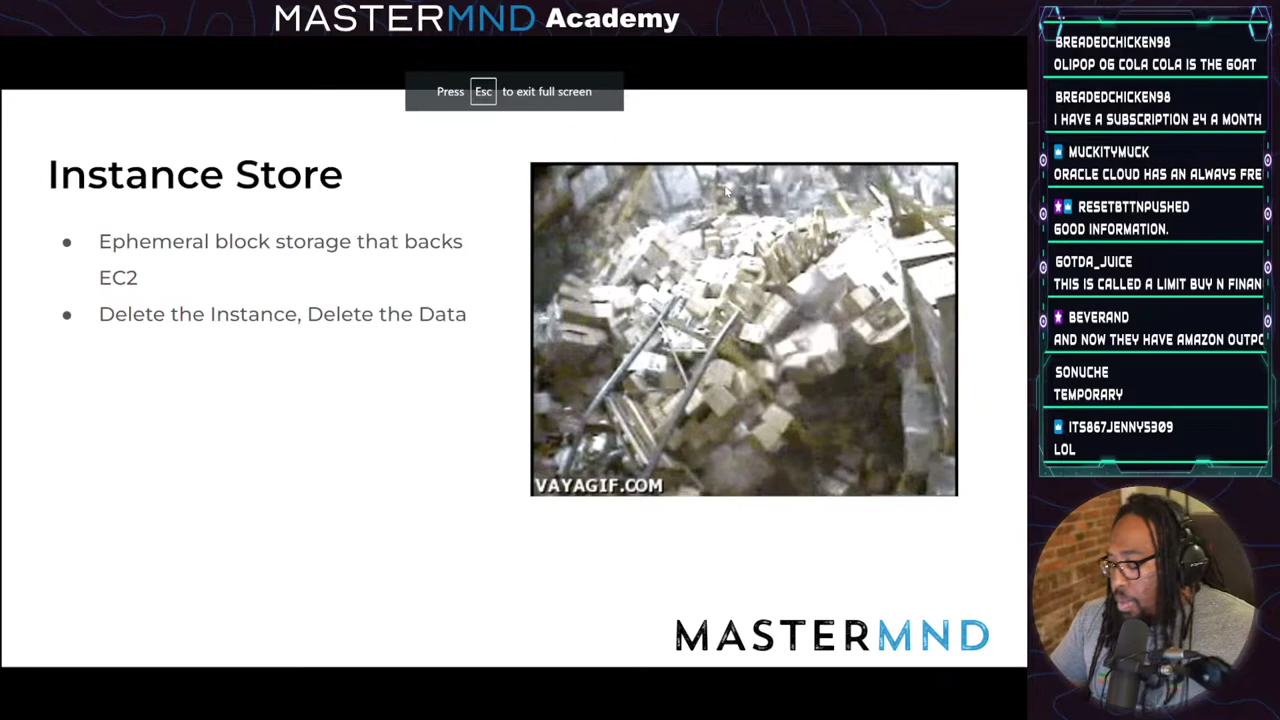 MASTERMND Academy
Press Esc to exit full screen
Instance Store
Ephemeral block storage that backs
EC2
Delete the Instance, Delete the Data
VAYAGIF.COM
MASTERMND
BREADEDCHICKEN98
OLIPOP OG COLA COLA IS THE GOAT
BREADEDCHICKEN98
I HAVE A SUBSCRIPTION 24 A MONTH
MUCKITYMUCK
ORACLE CLOUD HAS AN ALWAYS FRE
RESETBTTNPUSHED
GOOD INFORMATION.
GOTDA_JUICE
THIS IS CALLED A LIMIT BUY N FINAN
BEVERAND
AND NOW THEY HAVE AMAZON OUTPO
SONUCHE
TEMPORARY
ITS867JENNY5309
LOL